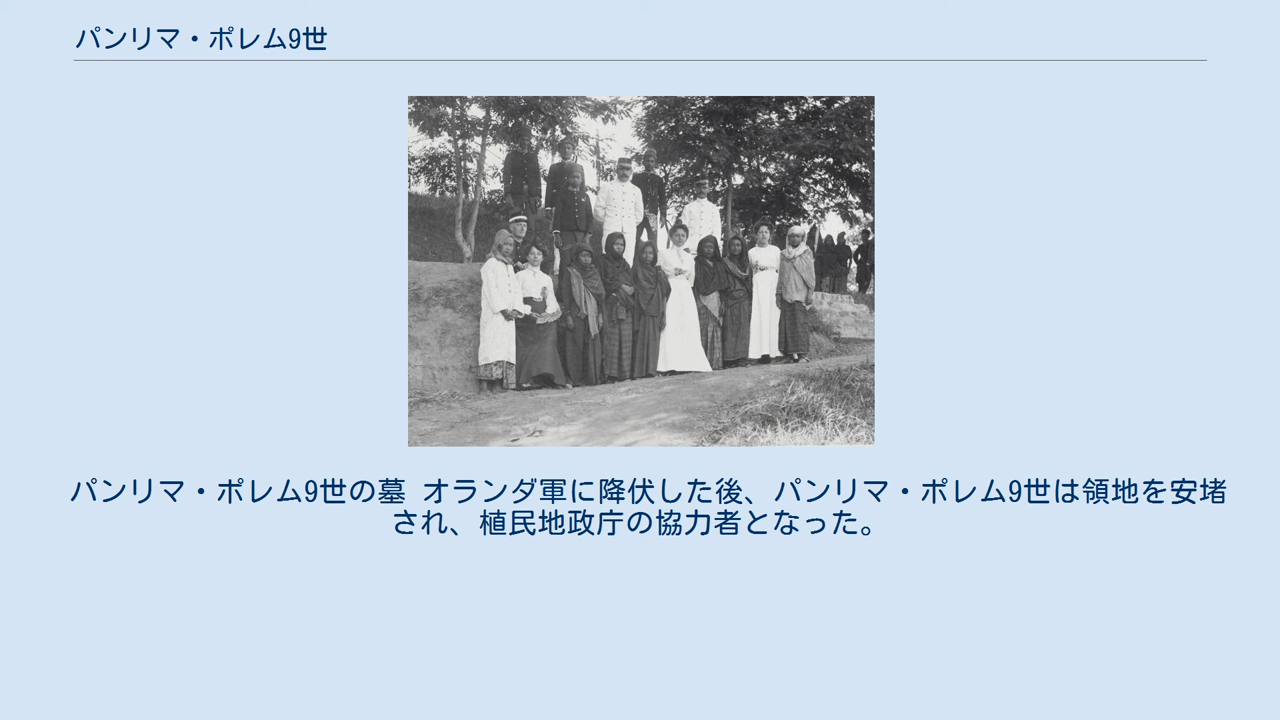 パンリマ・ポレム9世
パンリマ・ポレム9世の墓 オランダ軍に降伏した後、パンリマ・ポレム9世は領地を安堵
され、植民地政庁の協力者となった。